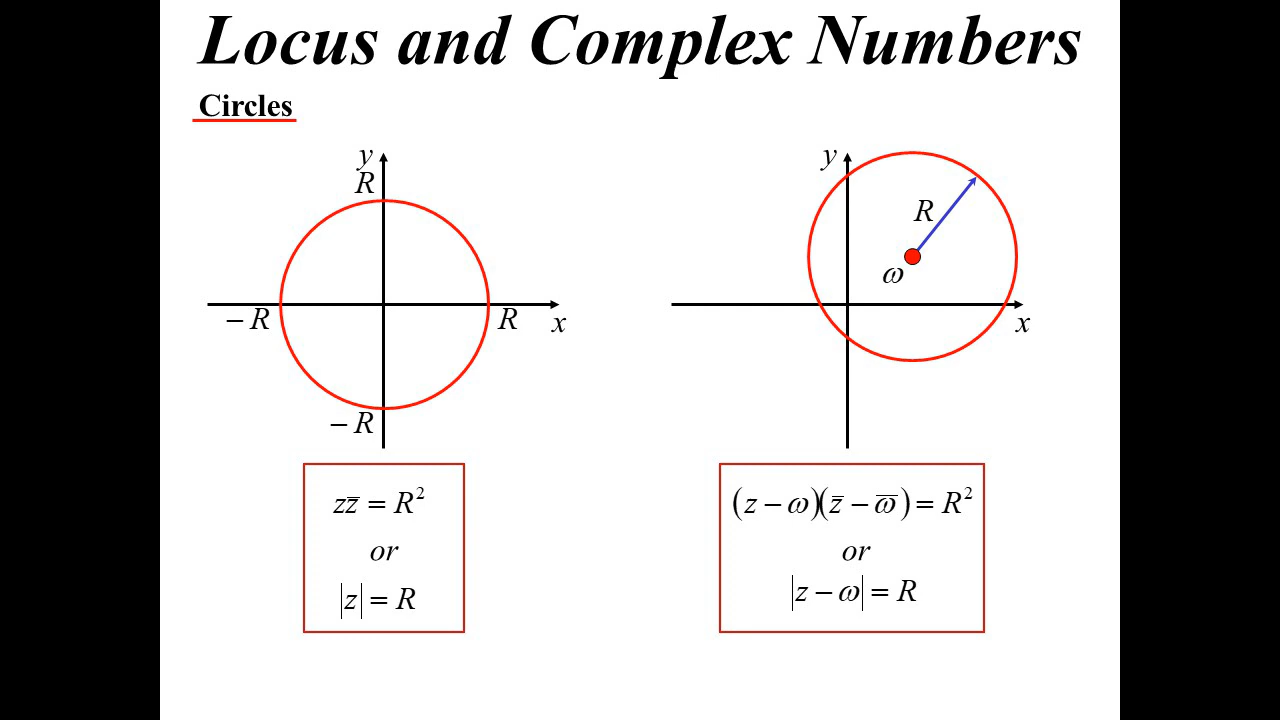 Locus and Complex Numbers
Circles
y
R
– R
R
x
– R
zz̅ = R²
or
|z| = R
y
R
ω
x
(z – ω)(z̅ – ω̅) = R²
or
|z – ω| = R